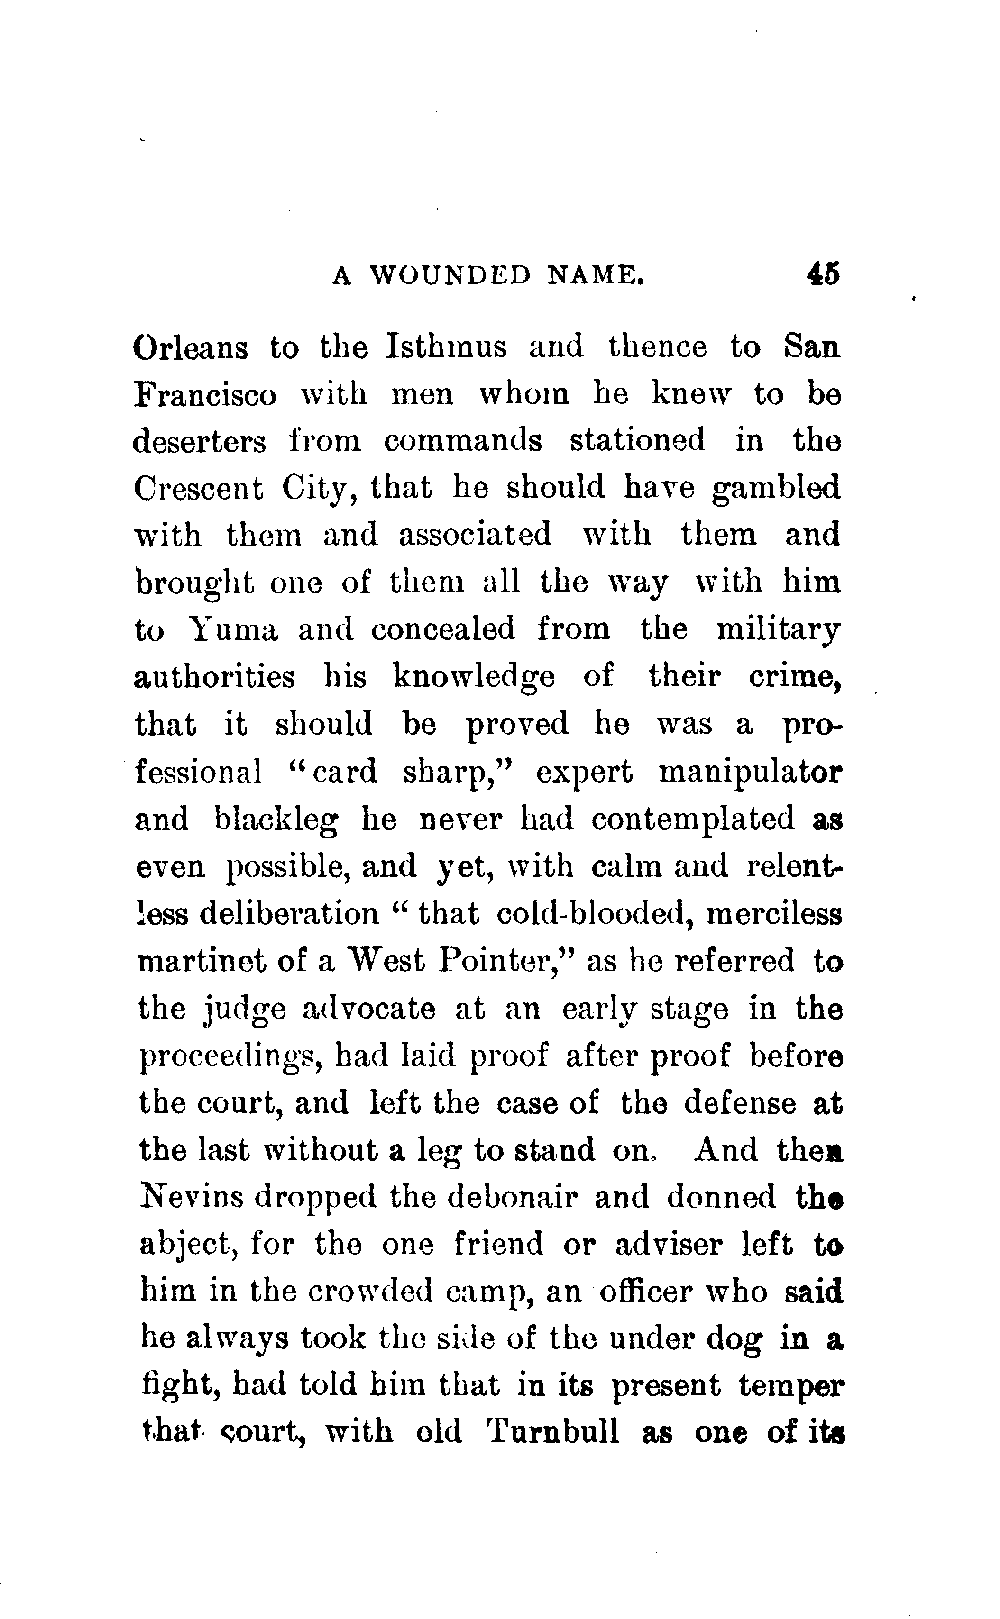 A WOUNDED NAME. 45
Orleans to the Isthmus and thence to San
Francisco with men whom he knew to be
deserters from commands stationed in the
Crescent City, that he should have gambled
with them and associated with them and
brought one of them all the way with him
to Yuma and concealed from the military
authorities his knowledge of their crime,
that it should be proved he was a pro-
fessional "card sharp," expert manipulator
and blackleg he never had contemplated as
even possible, and yet, with calm and relent-
less deliberation " that cold-blooded, merciless
martinet of a West Pointer," as he referred to
the judge advocate at an early stage in the
proceedings, had laid proof after proof before
the court, and left the case of the defense at
the last without a leg to stand on. And then
Nevins dropped the debonair and donned the
abject, for the one friend or adviser left to
him in the crowded camp, an officer who said
he always took the side of the under dog in a
fight, had told him that in its present temper
that court, with old Turnbull as one of its